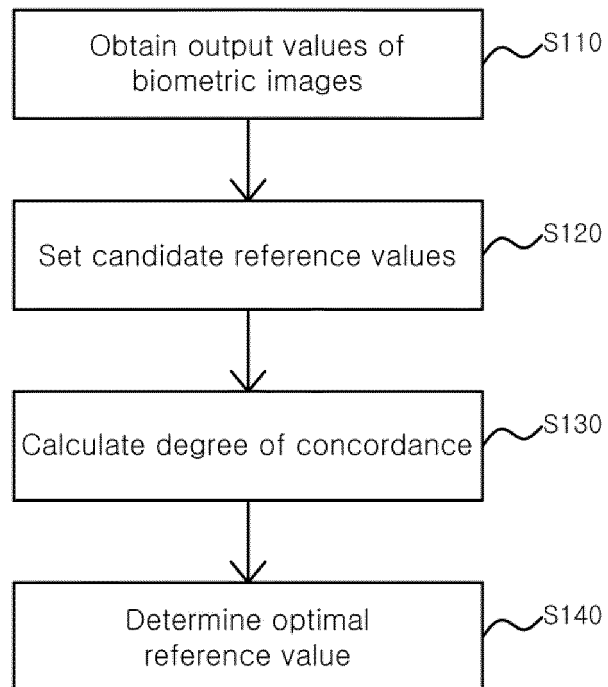 Obtain output values of
biometric images
S110
Set candidate reference values
S120
Calculate degree of concordance
S130
Determine optimal
reference value
S140